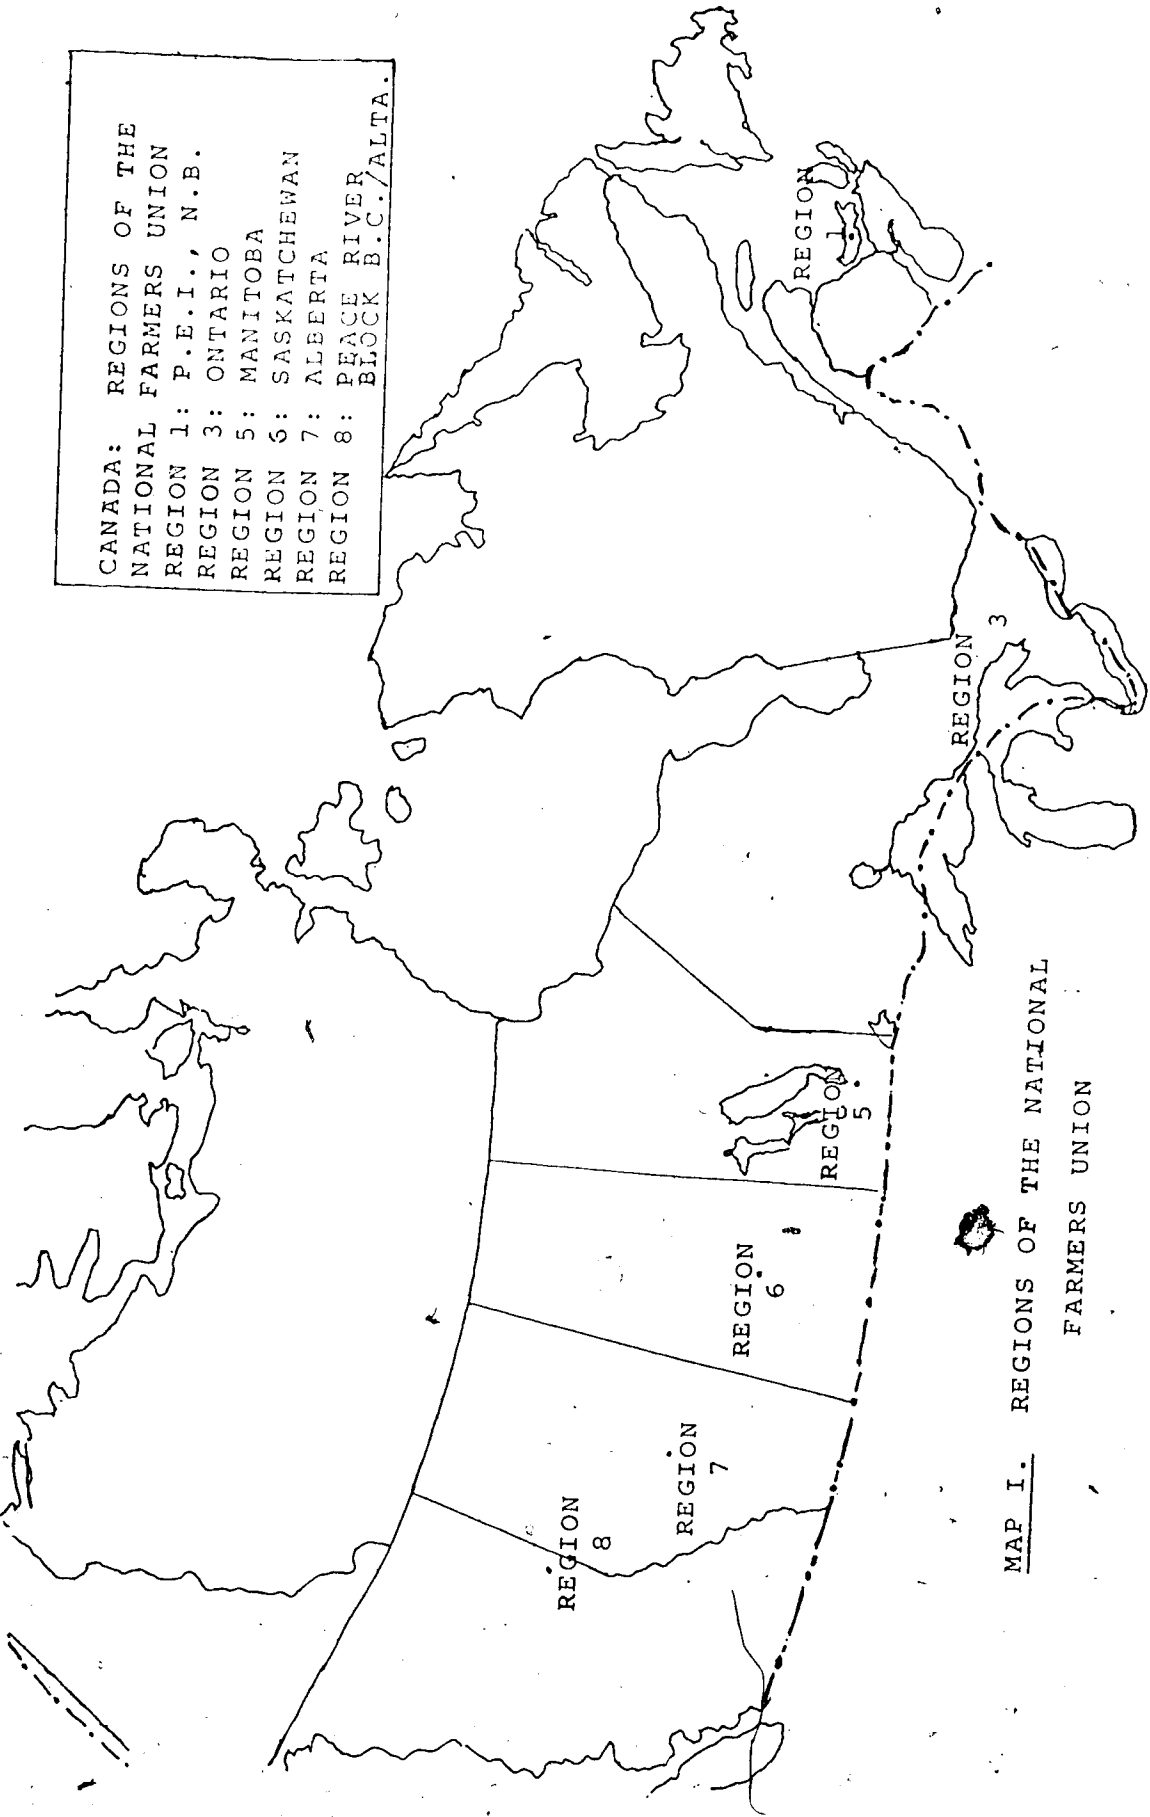 CANADA: REGIONS OF THE
NATIONAL FARMERS UNION
REGION 1: P.E.I., N.B.
REGION 3: ONTARIO
REGION 5: MANITOBA
REGION 6: SASKATCHEWAN
REGION 7: ALBERTA
REGION 8: PEACE RIVER
BLOCK B.C./ALTA.
REGION
8
REGION
7
REGION
6
REGION
5
REGION
3
REGION
1
MAP I. REGIONS OF THE NATIONAL
FARMERS UNION